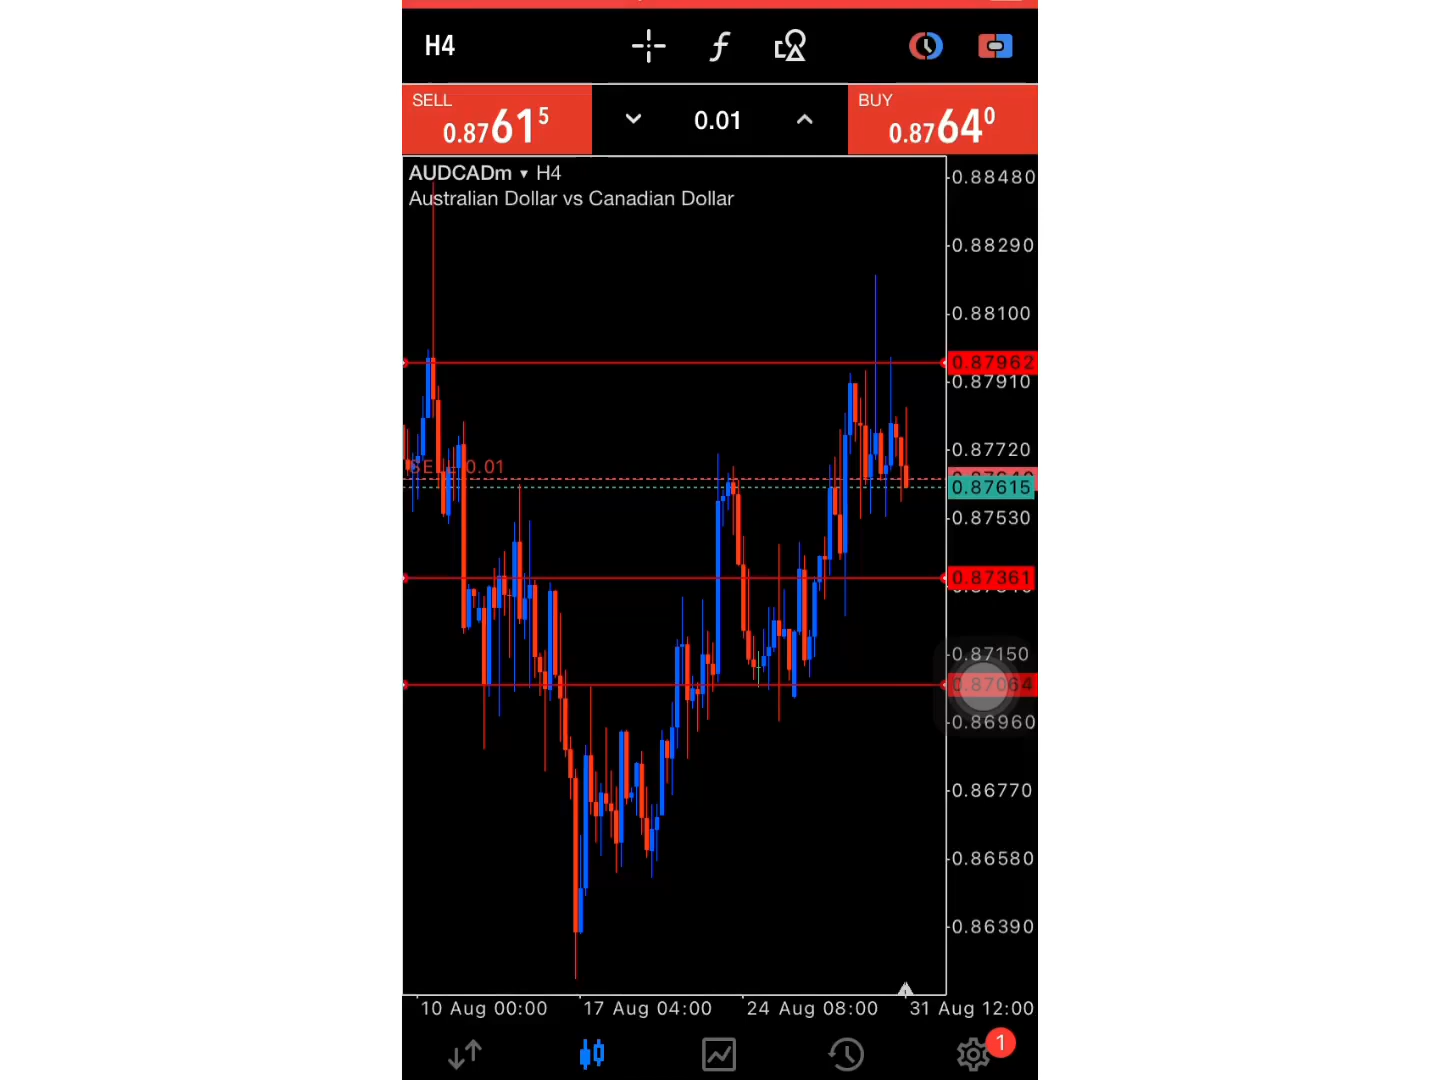 H4
SELL
0.87615
0.01
BUY
0.87640
AUDCADm ▾ H4
Australian Dollar vs Canadian Dollar
0.88480
0.88290
0.88100
0.87962
0.87910
0.87720
SELL 0.01
0.87615
0.87530
0.87361
0.87150
0.87064
0.86960
0.86770
0.86580
0.86390
10 Aug 00:00
17 Aug 04:00
24 Aug 08:00
31 Aug 12:00
1